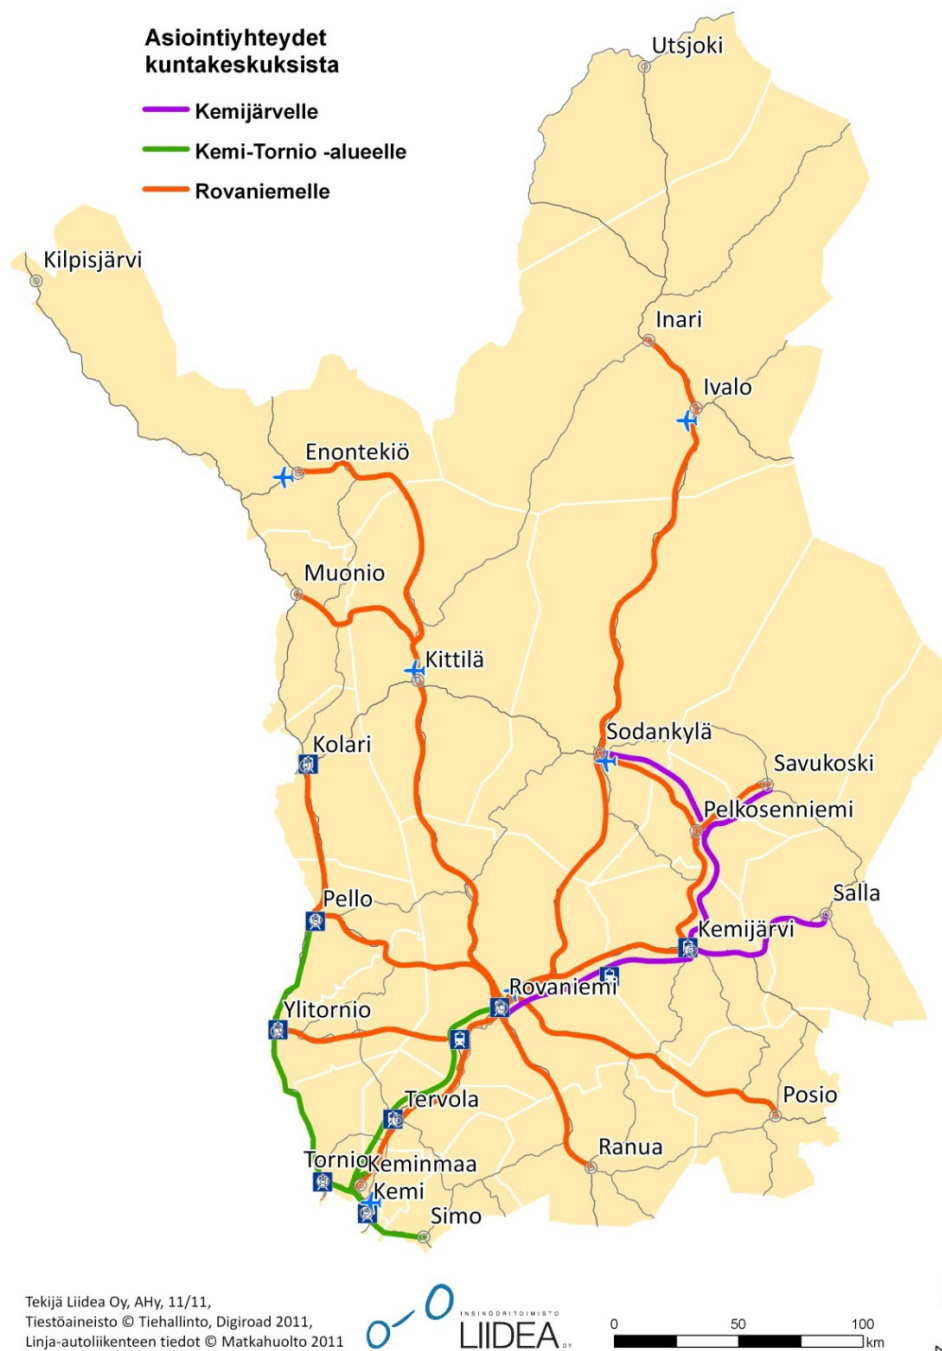 Asiointiyhteydet
kuntakeskuksista
Kemijärvelle
Kemi-Tornio -alueelle
Rovaniemelle
Utsjoki
Kilpisjärvi
Inari
Ivalo
Enontekiö
Muonio
Kittilä
Sodankylä
Kolari
Savukoski
Pelkosenniemi
Pello
Salla
Kemijärvi
Rovaniemi
Ylitornio
Tervola
Posio
Ranua
Tornio
Keminmaa
Kemi
Simo
Tekijä Liidea Oy, AHy, 11/11,
Tiestöaineisto © Tiehallinto, Digiroad 2011,
Linja-autoliikenteen tiedot © Matkahuolto 2011
INSINÖÖRITOIMISTO
LIIDEA OY
0 50 100
km